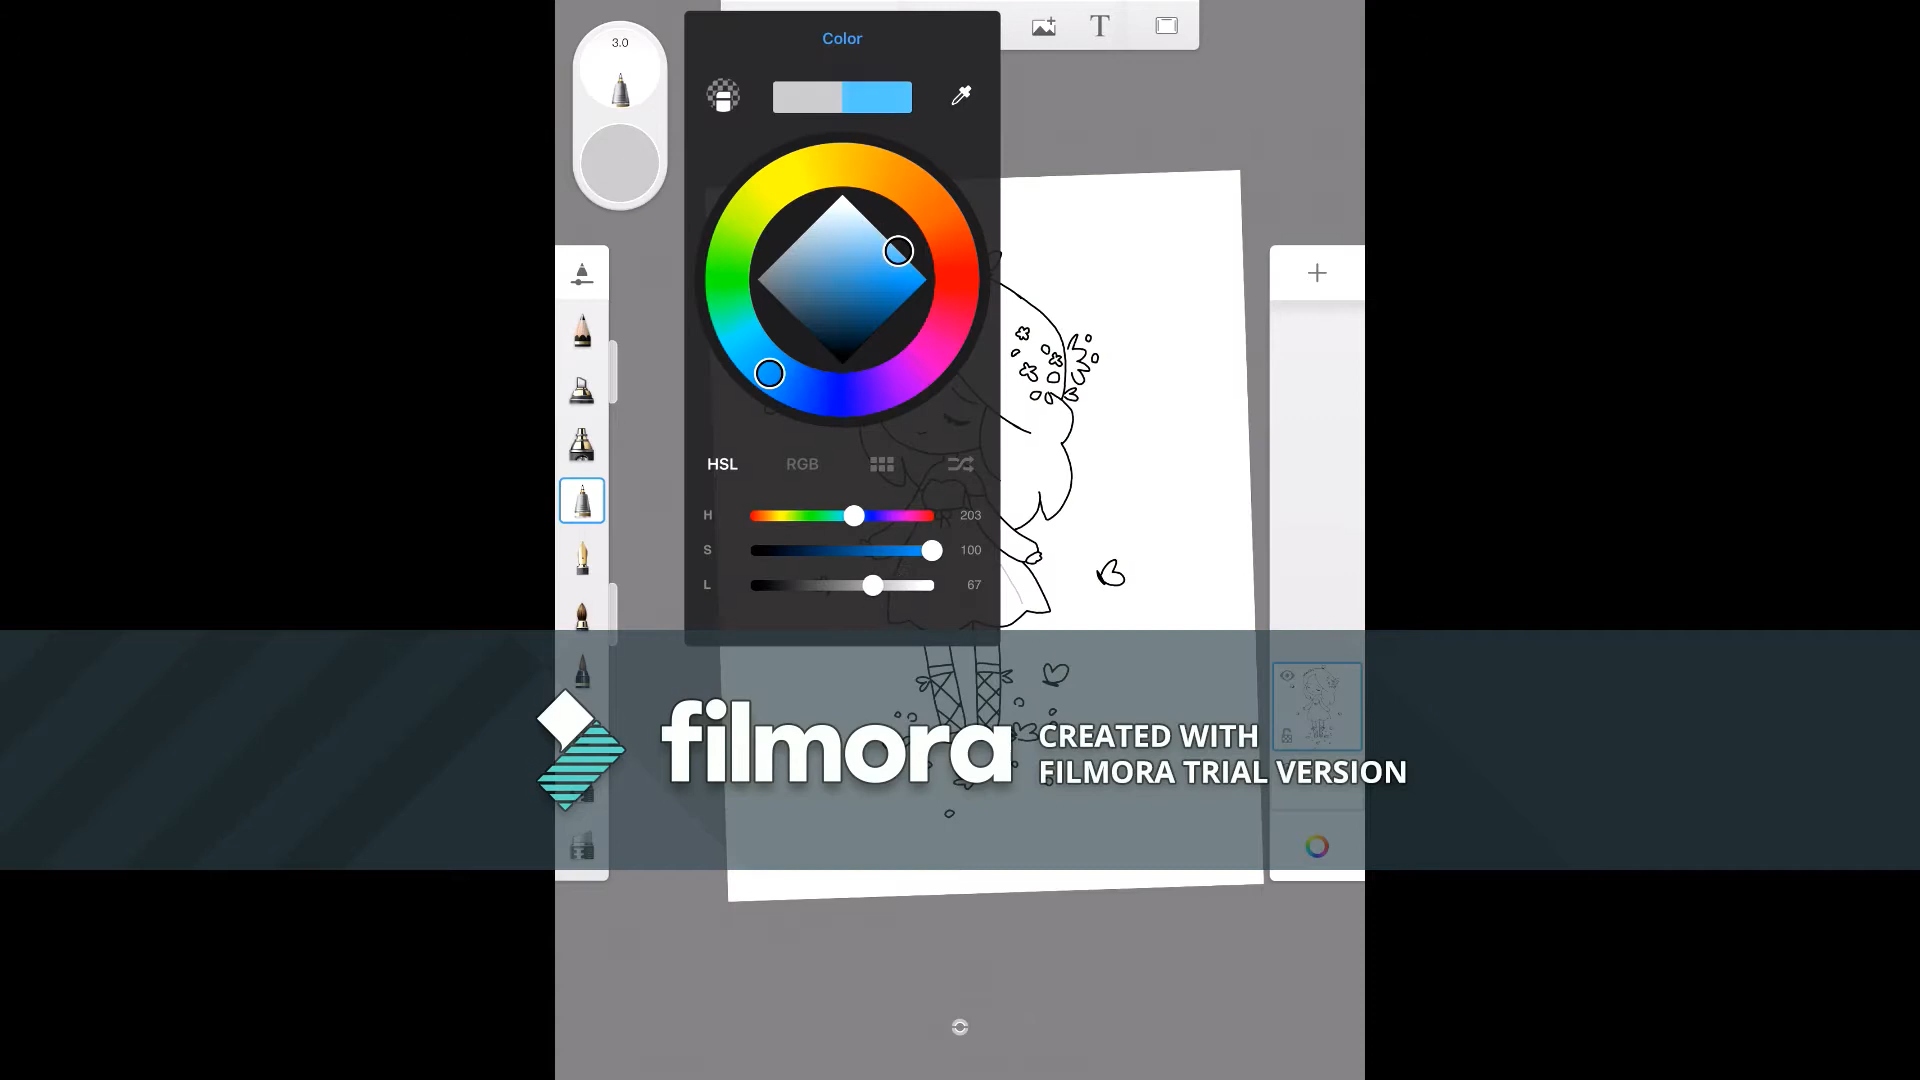 3.0
Color
T
HSL
RGB
H
203
S
100
L
67
filmora
CREATED WITH
FILMORA TRIAL VERSION